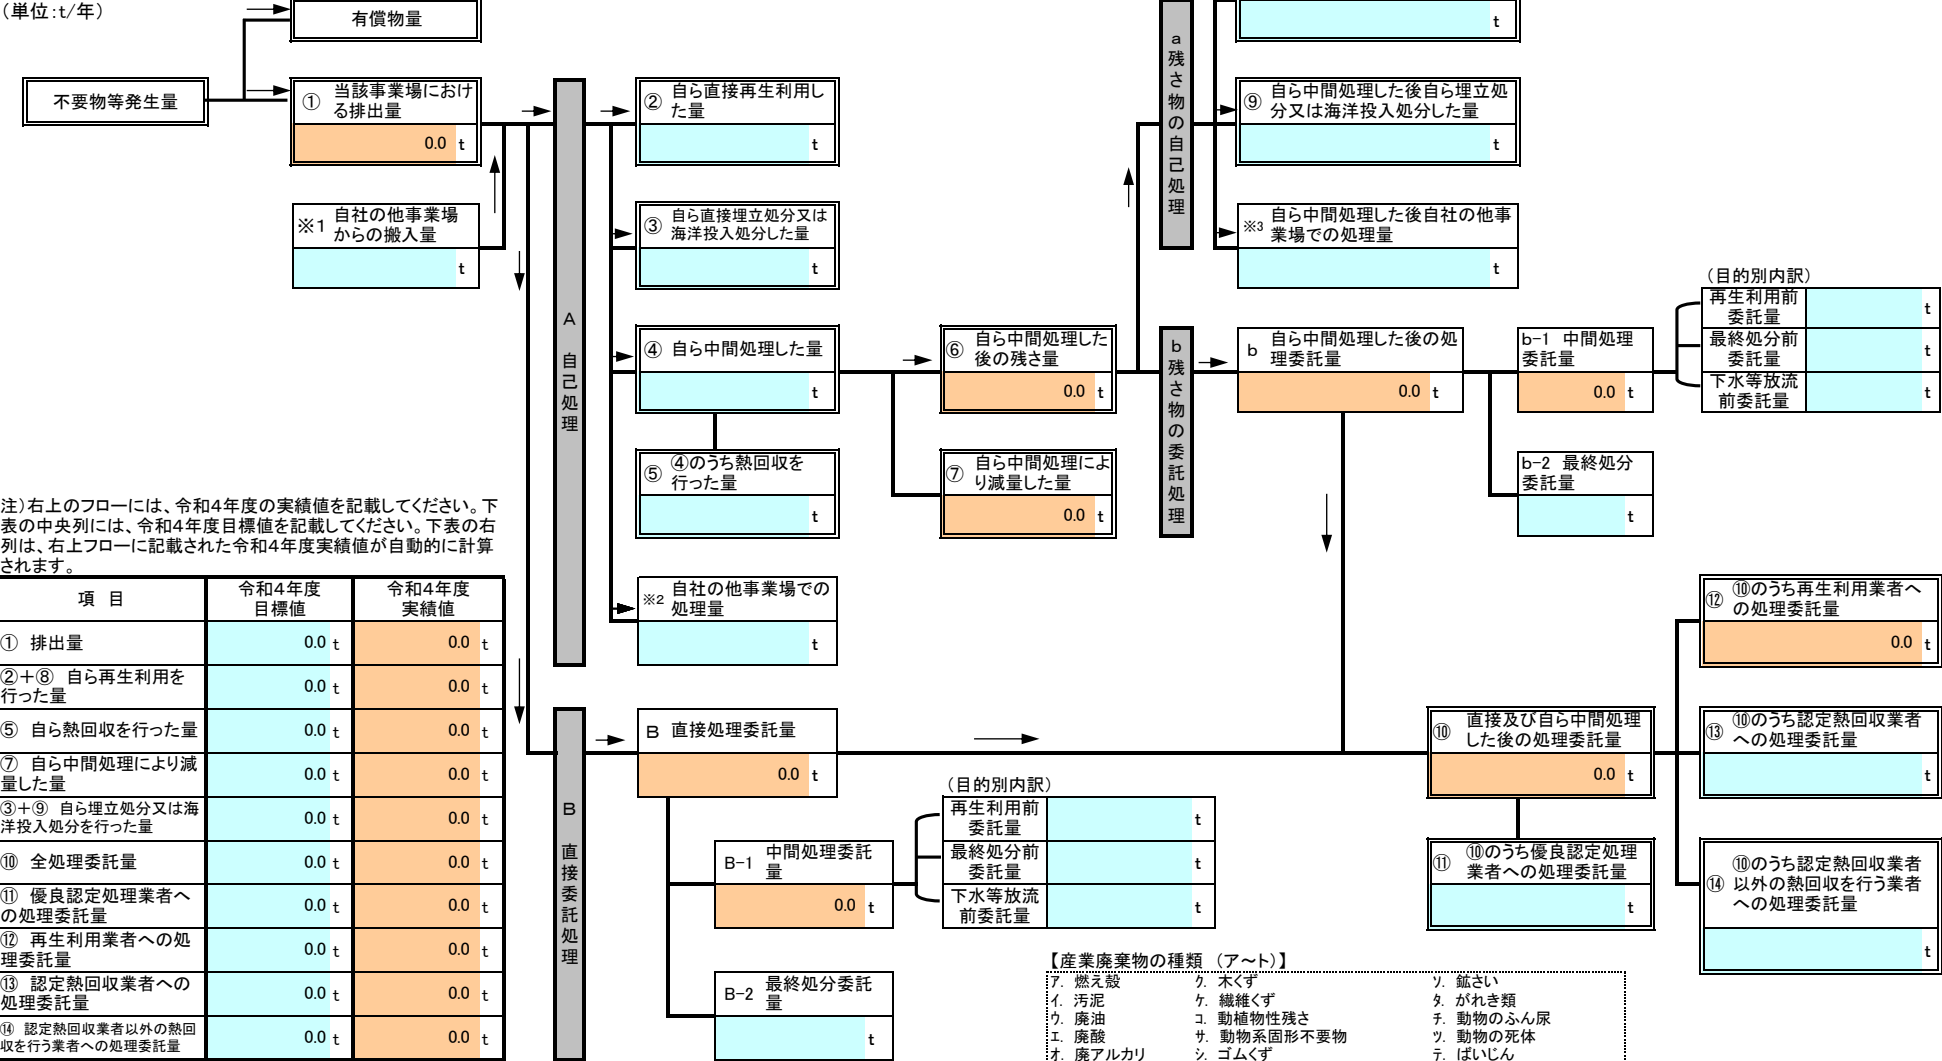 （単位：t/年）
有償物量
不要物等発生量
① 当該事業場におけ
る排出量
0.0 t
※1 自社の他事業場
からの搬入量
t
A 自己処理
② 自ら直接再生利用し
た量
t
③ 自ら直接埋立処分又は
海洋投入処分した量
t
④ 自ら中間処理した量
t
⑤ ④のうち熱回収を
行った量
t
※2 自社の他事業場での
処理量
t
⑥ 自ら中間処理した
後の残さ量
0.0 t
⑦ 自ら中間処理によ
り減量した量
0.0 t
a 残さ物の自己処理
t
⑨ 自ら中間処理した後自ら埋立処
分又は海洋投入処分した量
t
※3 自ら中間処理した後自社の他事
業場での処理量
t
b 残さ物の委託処理
b 自ら中間処理した後の処
理委託量
0.0 t
b-1 中間処理
委託量
0.0 t
b-2 最終処分
委託量
t
（目的別内訳）
再生利用前
委託量
t
最終処分前
委託量
t
下水等放流
前委託量
t
注）右上のフローには、令和4年度の実績値を記載してください。下
表の中央列には、令和4年度目標値を記載してください。下表の右
列は、右上フローに記載された令和4年度実績値が自動的に計算
されます。
項 目
令和4年度
目標値
令和4年度
実績値
① 排出量 0.0 t 0.0 t
②＋⑧ 自ら再生利用を
行った量 0.0 t 0.0 t
⑤ 自ら熱回収を行った量 0.0 t 0.0 t
⑦ 自ら中間処理により減
量した量 0.0 t 0.0 t
③＋⑨ 自ら埋立処分又は海
洋投入処分を行った量 0.0 t 0.0 t
⑩ 全処理委託量 0.0 t 0.0 t
⑪ 優良認定処理業者へ
の処理委託量 0.0 t 0.0 t
⑫ 再生利用業者への処
理委託量 0.0 t 0.0 t
⑬ 認定熱回収業者への
処理委託量 0.0 t 0.0 t
⑭ 認定熱回収業者以外の熱回
収を行う業者への処理委託量 0.0 t 0.0 t
B 直接委託処理
B 直接処理委託量
0.0 t
B-1 中間処理委託
量
0.0 t
B-2 最終処分委託
量
t
（目的別内訳）
再生利用前
委託量
t
最終処分前
委託量
t
下水等放流
前委託量
t
⑩ 直接及び自ら中間処理
した後の処理委託量
0.0 t
⑪ ⑩のうち優良認定処理
業者への処理委託量
t
⑫ ⑩のうち再生利用業者へ
の処理委託量
0.0 t
⑬ ⑩のうち認定熱回収業者
への処理委託量
t
⑭ ⑩のうち認定熱回収業者
以外の熱回収を行う業者
への処理委託量
t
【産業廃棄物の種類 （ア～ト）】
ア. 燃え殻 ク. 木くず ソ. 鉱さい
イ. 汚泥 ケ. 繊維くず タ. がれき類
ウ. 廃油 コ. 動植物性残さ チ. 動物のふん尿
エ. 廃酸 サ. 動物系固形不要物 ツ. 動物の死体
オ. 廃アルカリ シ. ゴムくず テ. ばいじん